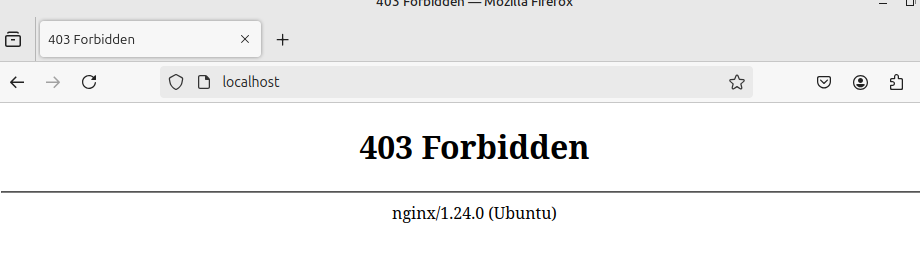 403 Forbidden — Mozilla Firefox
403 Forbidden
localhost
403 Forbidden
nginx/1.24.0 (Ubuntu)